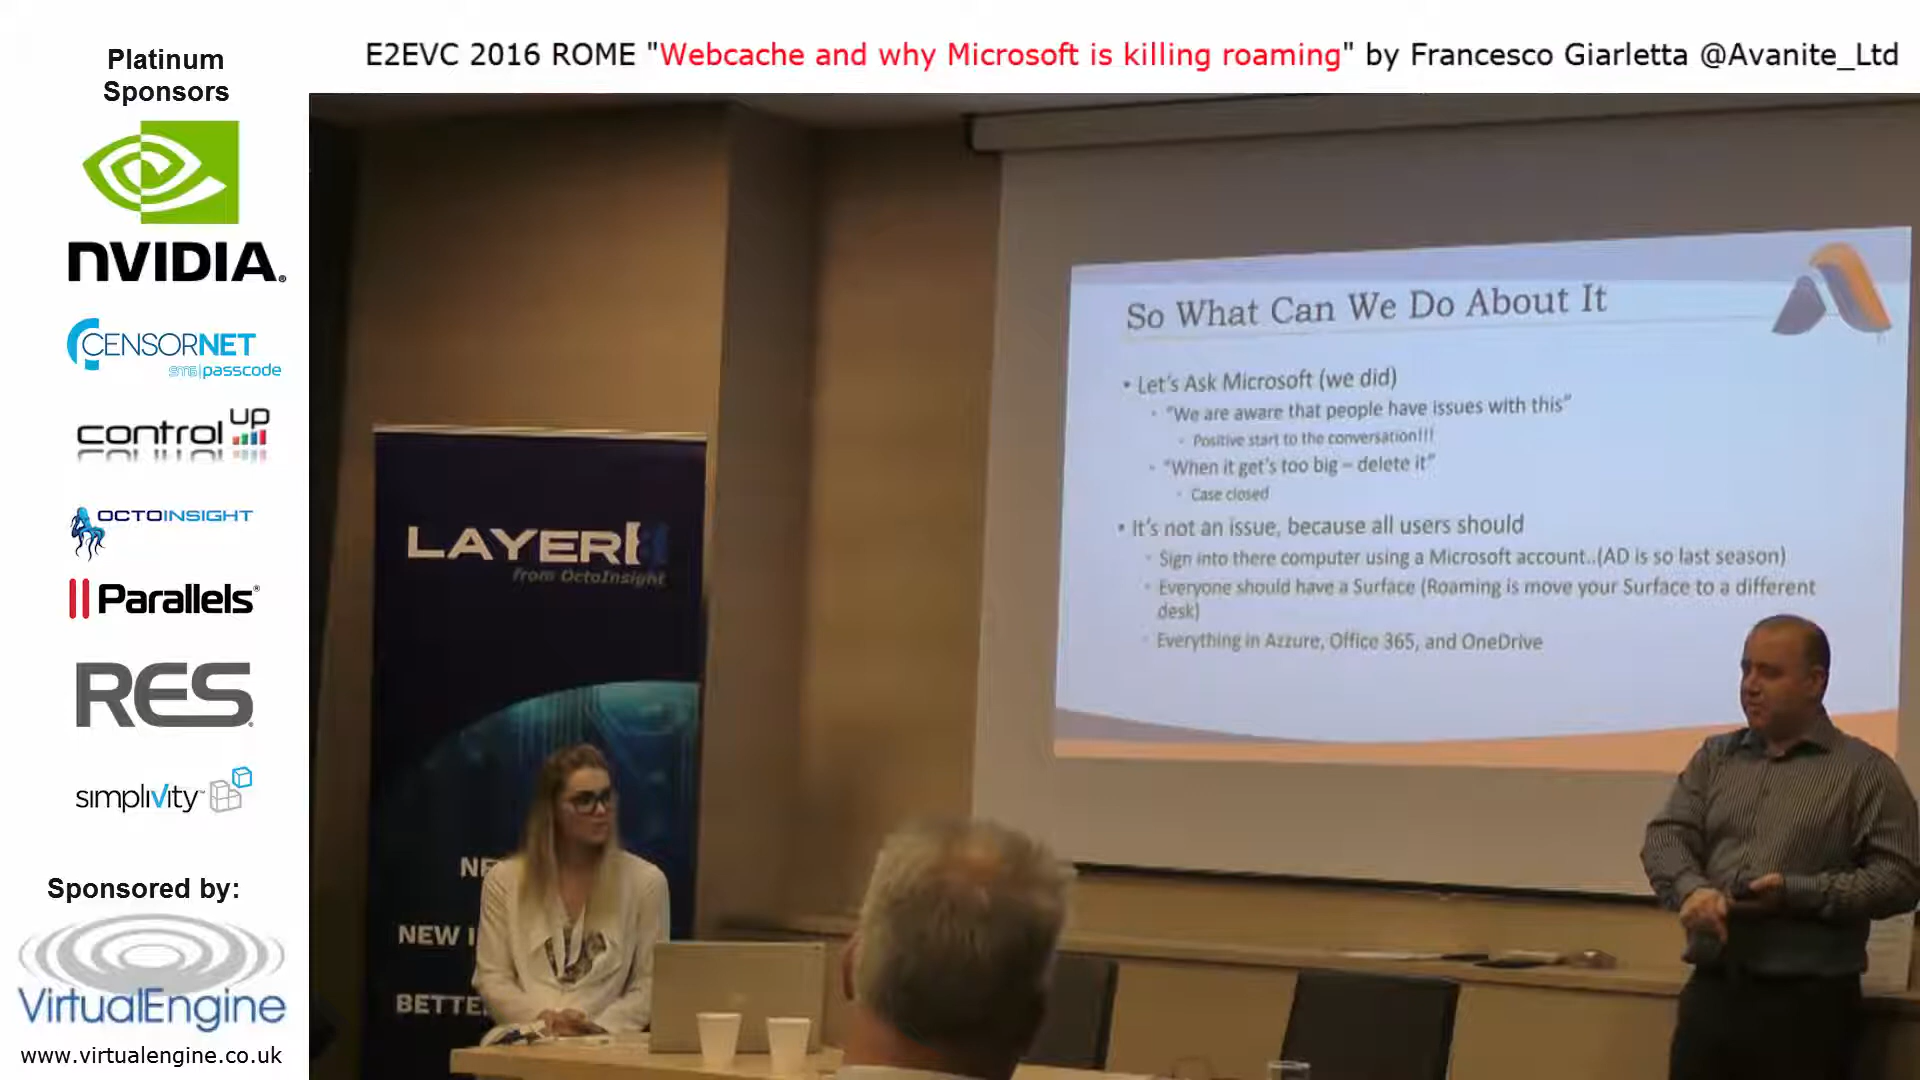 E2EVC 2016 ROME "Webcache and why Microsoft is killing roaming" by Francesco Giarletta @Avanite_Ltd
Platinum
Sponsors
NVIDIA
CENSORNET
SMS|passcode
control up
OCTOINSIGHT
Parallels
RES
simplivity
Sponsored by:
VirtualEngine
www.virtualengine.co.uk
LAYER8
from OctoInsight
NE
NEW I
BETTE
So What Can We Do About It
• Let's Ask Microsoft (we did)
• "We are aware that people have issues with this"
• Positive start to the conversation!!!
• "When it get's too big – delete it"
• Case closed
• It's not an issue, because all users should
• Sign into there computer using a Microsoft account..(AD is so last season)
• Everyone should have a Surface (Roaming is move your Surface to a different
desk)
• Everything in Azzure, Office 365, and OneDrive